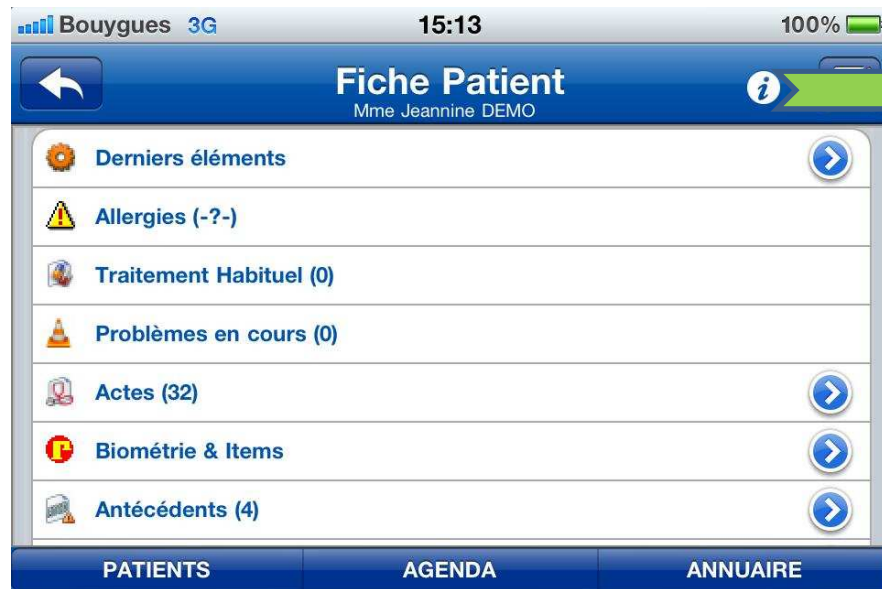 Bouygues 3G 15:13 100%
Fiche Patient
Mme Jeannine DEMO
Derniers éléments
Allergies (-?-)
Traitement Habituel (0)
Problèmes en cours (0)
Actes (32)
Biométrie & Items
Antécédents (4)
PATIENTS AGENDA ANNUAIRE